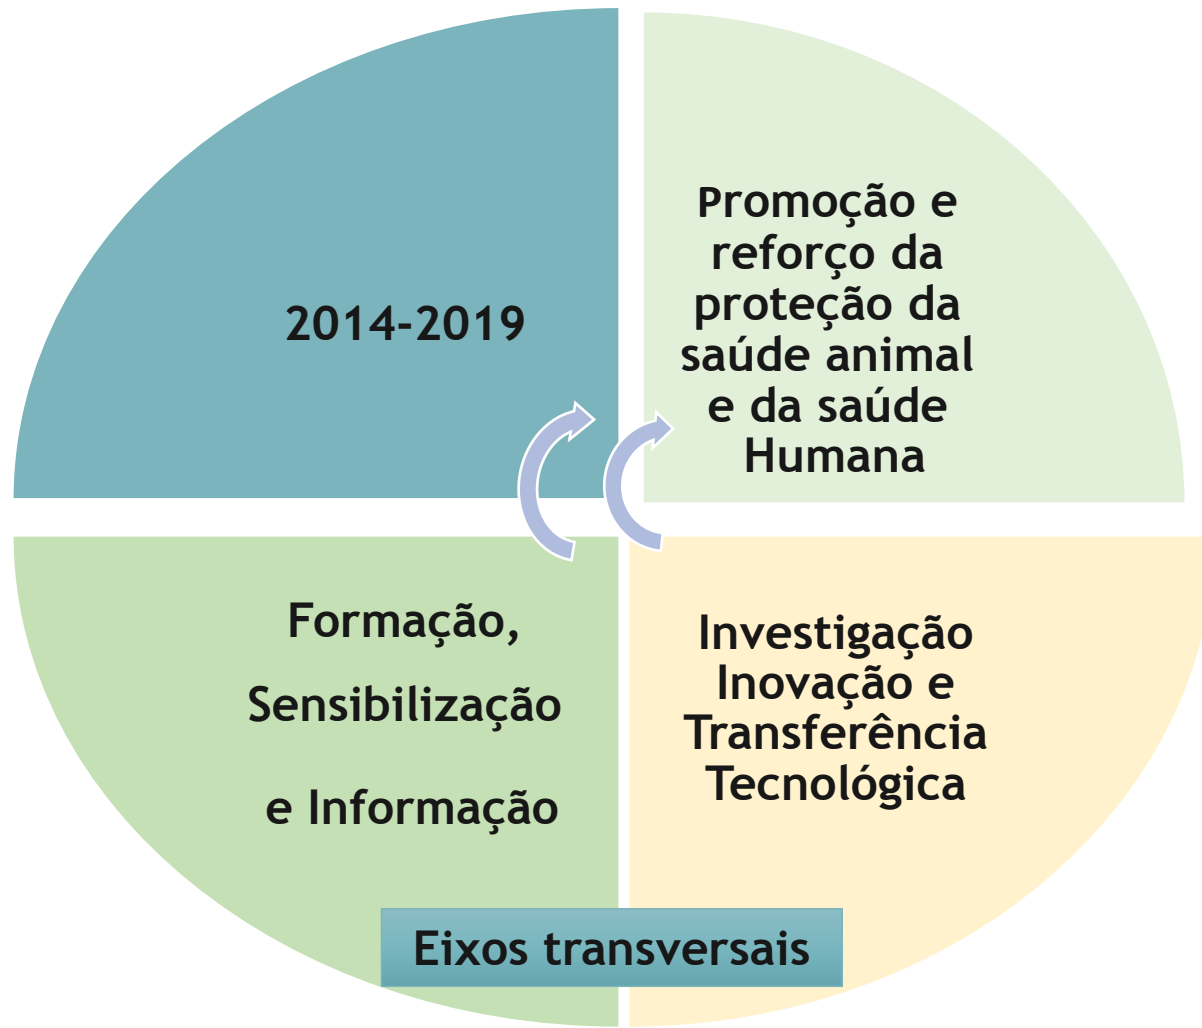 2014-2019
Promoção e
reforço da
proteção da
saúde animal
e da saúde
Humana
Formação,
Sensibilização
e Informação
Investigação
Inovação e
Transferência
Tecnológica
Eixos transversais